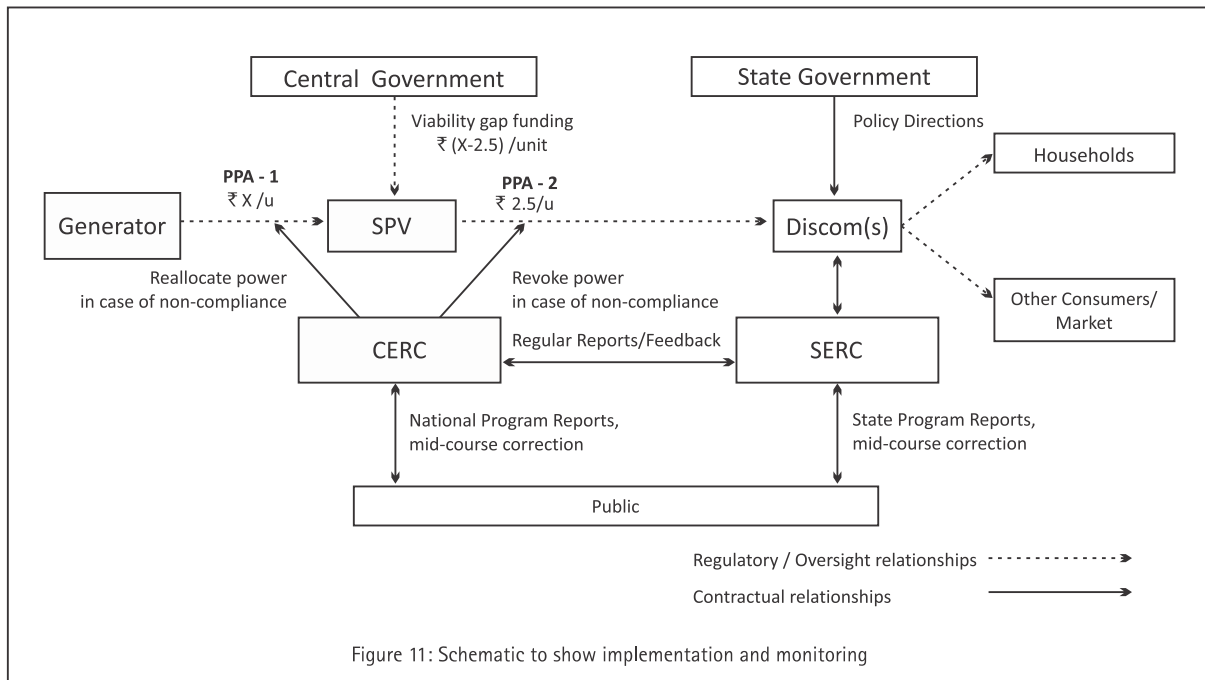 Central Government
State Government
Viability gap funding
₹ (X-2.5) /unit
Policy Directions
Households
PPA - 1
₹ X /u
PPA - 2
₹ 2.5/u
Generator
SPV
Discom(s)
Reallocate power
in case of non-compliance
Revoke power
in case of non-compliance
Other Consumers/
Market
CERC
Regular Reports/Feedback
SERC
National Program Reports,
mid-course correction
State Program Reports,
mid-course correction
Public
Regulatory / Oversight relationships
Contractual relationships
Figure 11: Schematic to show implementation and monitoring